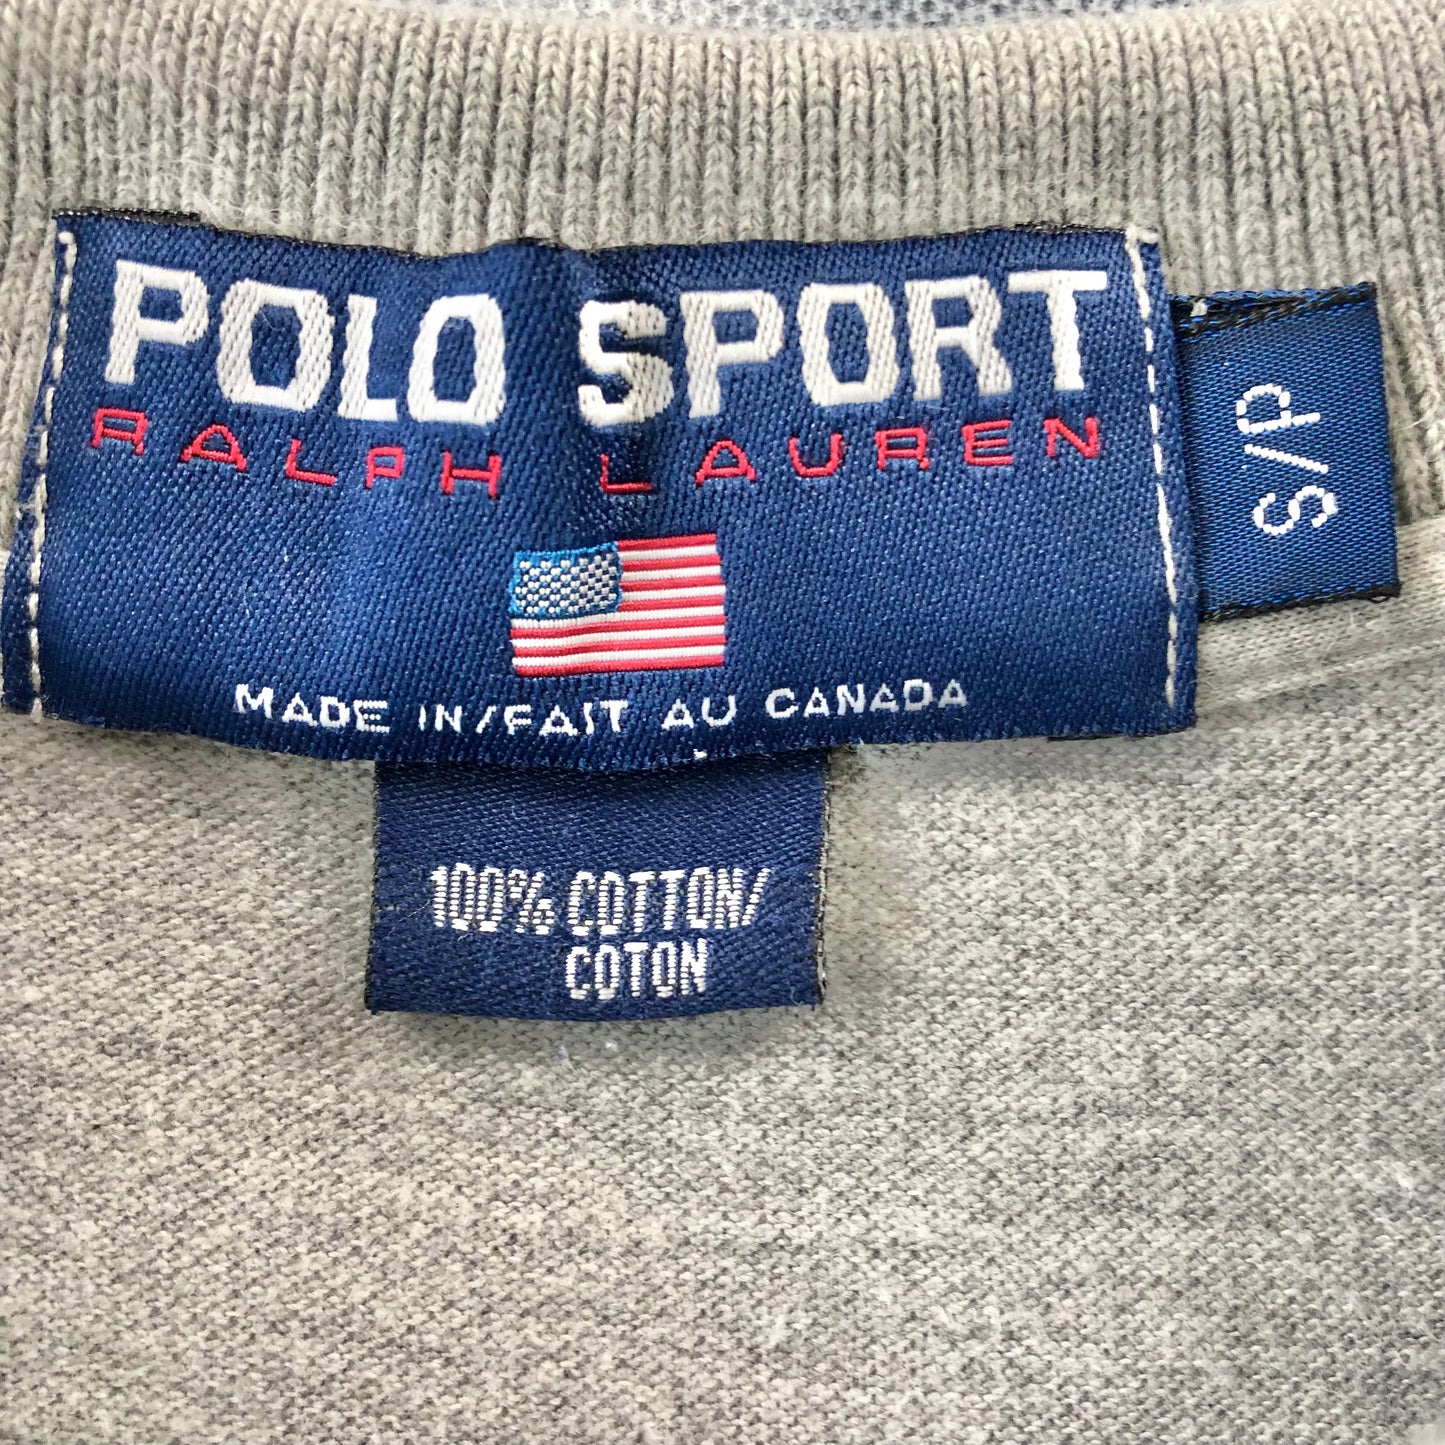 POLO SPORT
RALPH LAUREN
MADE IN/FAIT AU CANADA
S/P
100% COTTON/
COTON